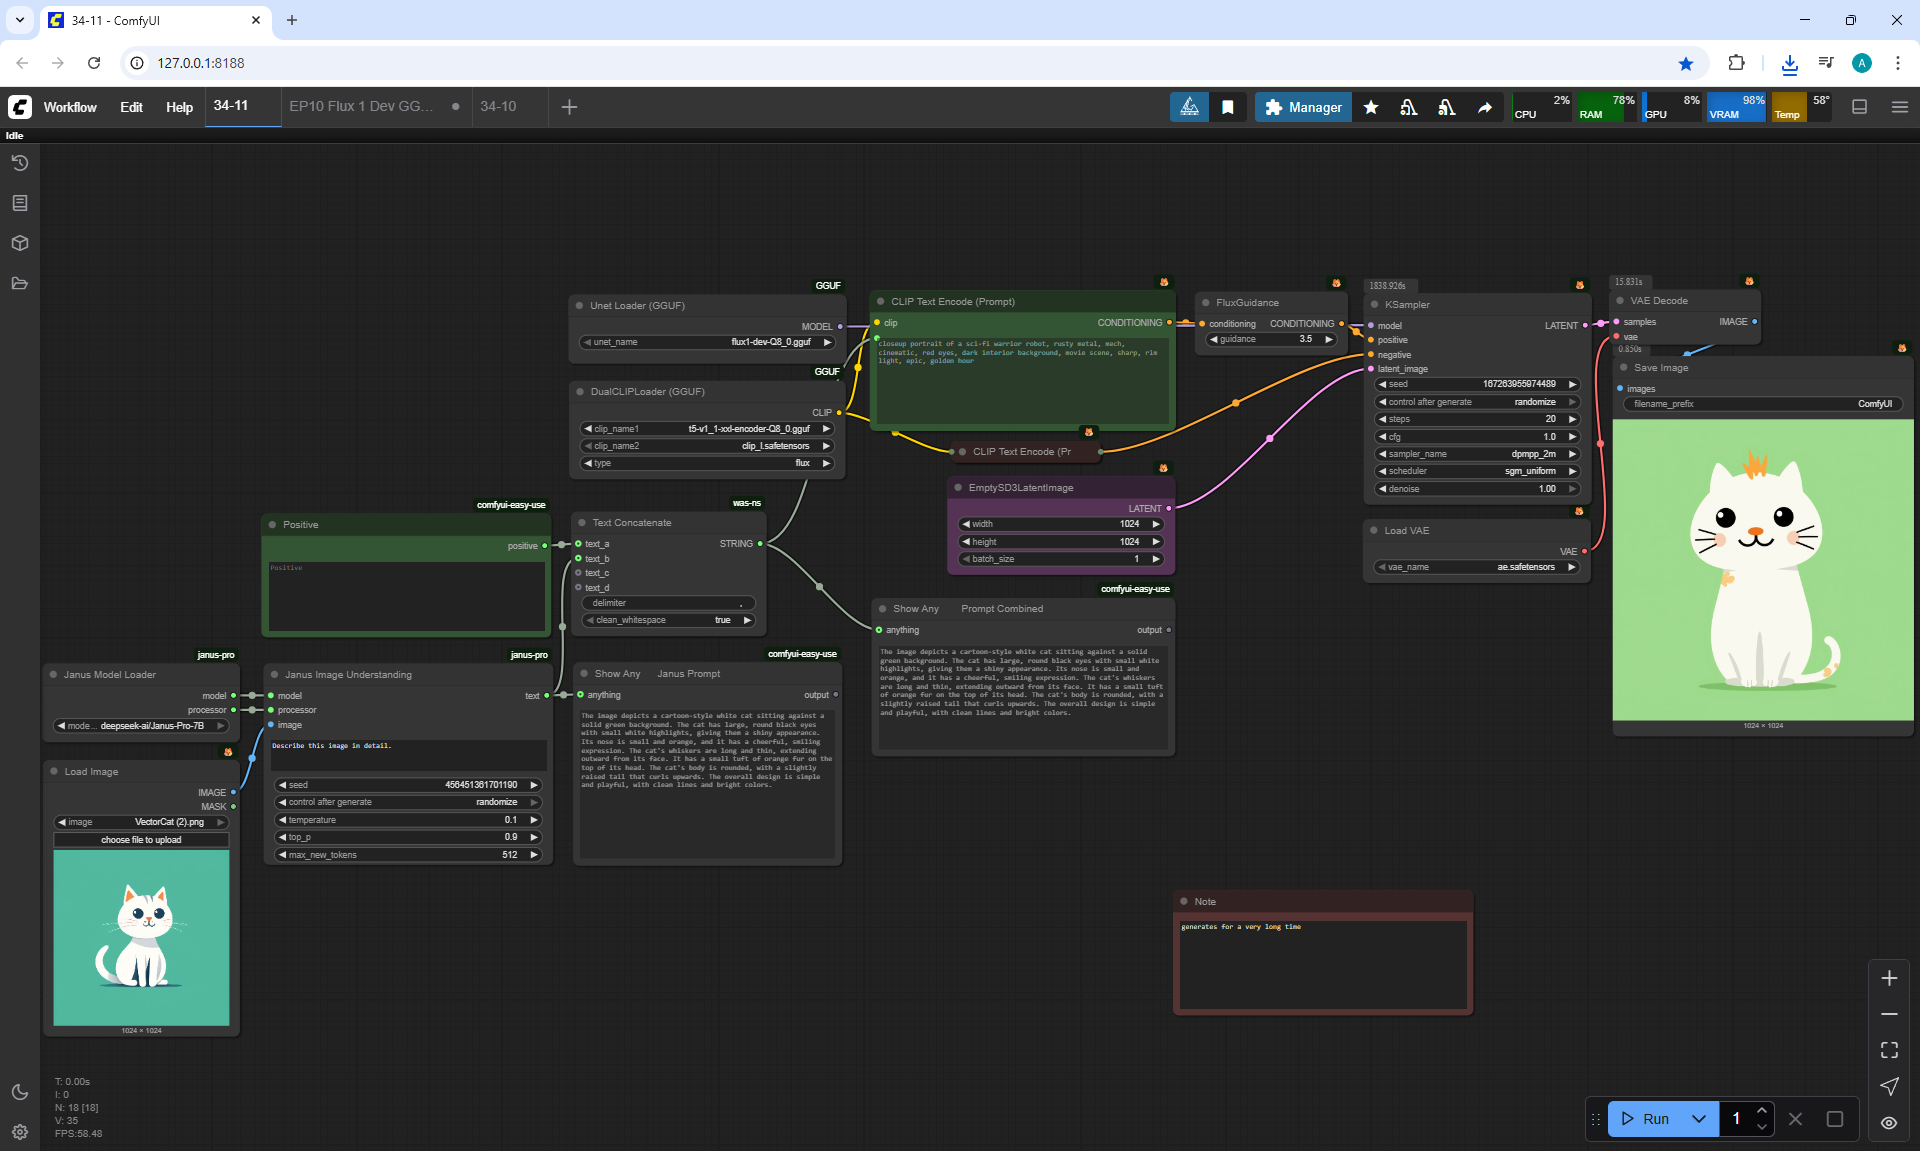 34-11 - ComfyUI
127.0.0.1:8188
A
Workflow
Edit
Help
34-11
EP10 Flux 1 Dev GG...
34-10
Manager
CPU 2%
RAM 78%
GPU 8%
VRAM 98%
Temp 58°
Idle
GGUF
Unet Loader (GGUF)
MODEL
unet_name flux1-dev-Q8_0.gguf
GGUF
DualCLIPLoader (GGUF)
CLIP
clip_name1 t5-v1_1-xxl-encoder-Q8_0.gguf
clip_name2 clip_l.safetensors
type flux
CLIP Text Encode (Prompt)
clip CONDITIONING
closeup portrait of a sci-fi warrior robot, rusty metal, mech,
cinematic, red eyes, dark interior background, movie scene, sharp, rim
light, epic, golden hour
FluxGuidance
conditioning CONDITIONING
guidance 3.5
CLIP Text Encode (Pr
EmptySD3LatentImage
LATENT
width 1024
height 1024
batch_size 1
1838.926s
KSampler
model LATENT
positive
negative
latent_image
seed 167263955974489
control after generate randomize
steps 20
cfg 1.0
sampler_name dpmpp_2m
scheduler sgm_uniform
denoise 1.00
Load VAE
VAE
vae_name ae.safetensors
15.831s
VAE Decode
samples IMAGE
vae
0.850s
Save Image
images
filename_prefix ComfyUI
1024 × 1024
comfyui-easy-use
Positive
positive
Positive
was-ns
Text Concatenate
text_a STRING
text_b
text_c
text_d
delimiter ,
clean_whitespace true
comfyui-easy-use
Show Any Prompt Combined
anything output
The image depicts a cartoon-style white cat sitting against a solid
green background. The cat has large, round black eyes with small white
highlights, giving them a shiny appearance. Its nose is small and
orange, and it has a cheerful, smiling expression. The cat's whiskers
are long and thin, extending outward from its face. It has a small tuft
of orange fur on the top of its head. The cat's body is rounded, with a
slightly raised tail that curls upwards. The overall design is simple
and playful, with clean lines and bright colors.
janus-pro
Janus Model Loader
model
processor
mode... deepseek-ai/Janus-Pro-7B
janus-pro
Janus Image Understanding
model text
processor
image
Describe this image in detail.
seed 456451361701190
control after generate randomize
temperature 0.1
top_p 0.9
max_new_tokens 512
comfyui-easy-use
Show Any Janus Prompt
anything output
The image depicts a cartoon-style white cat sitting against a
solid green background. The cat has large, round black eyes
with small white highlights, giving them a shiny appearance.
Its nose is small and orange, and it has a cheerful, smiling
expression. The cat's whiskers are long and thin, extending
outward from its face. It has a small tuft of orange fur on the
top of its head. The cat's body is rounded, with a slightly
raised tail that curls upwards. The overall design is simple
and playful, with clean lines and bright colors.
Load Image
IMAGE
MASK
image VectorCat (2).png
choose file to upload
1024 × 1024
Note
generates for a very long time
T: 0.00s
I: 0
N: 18 [18]
V: 35
FPS:58.48
Run
1